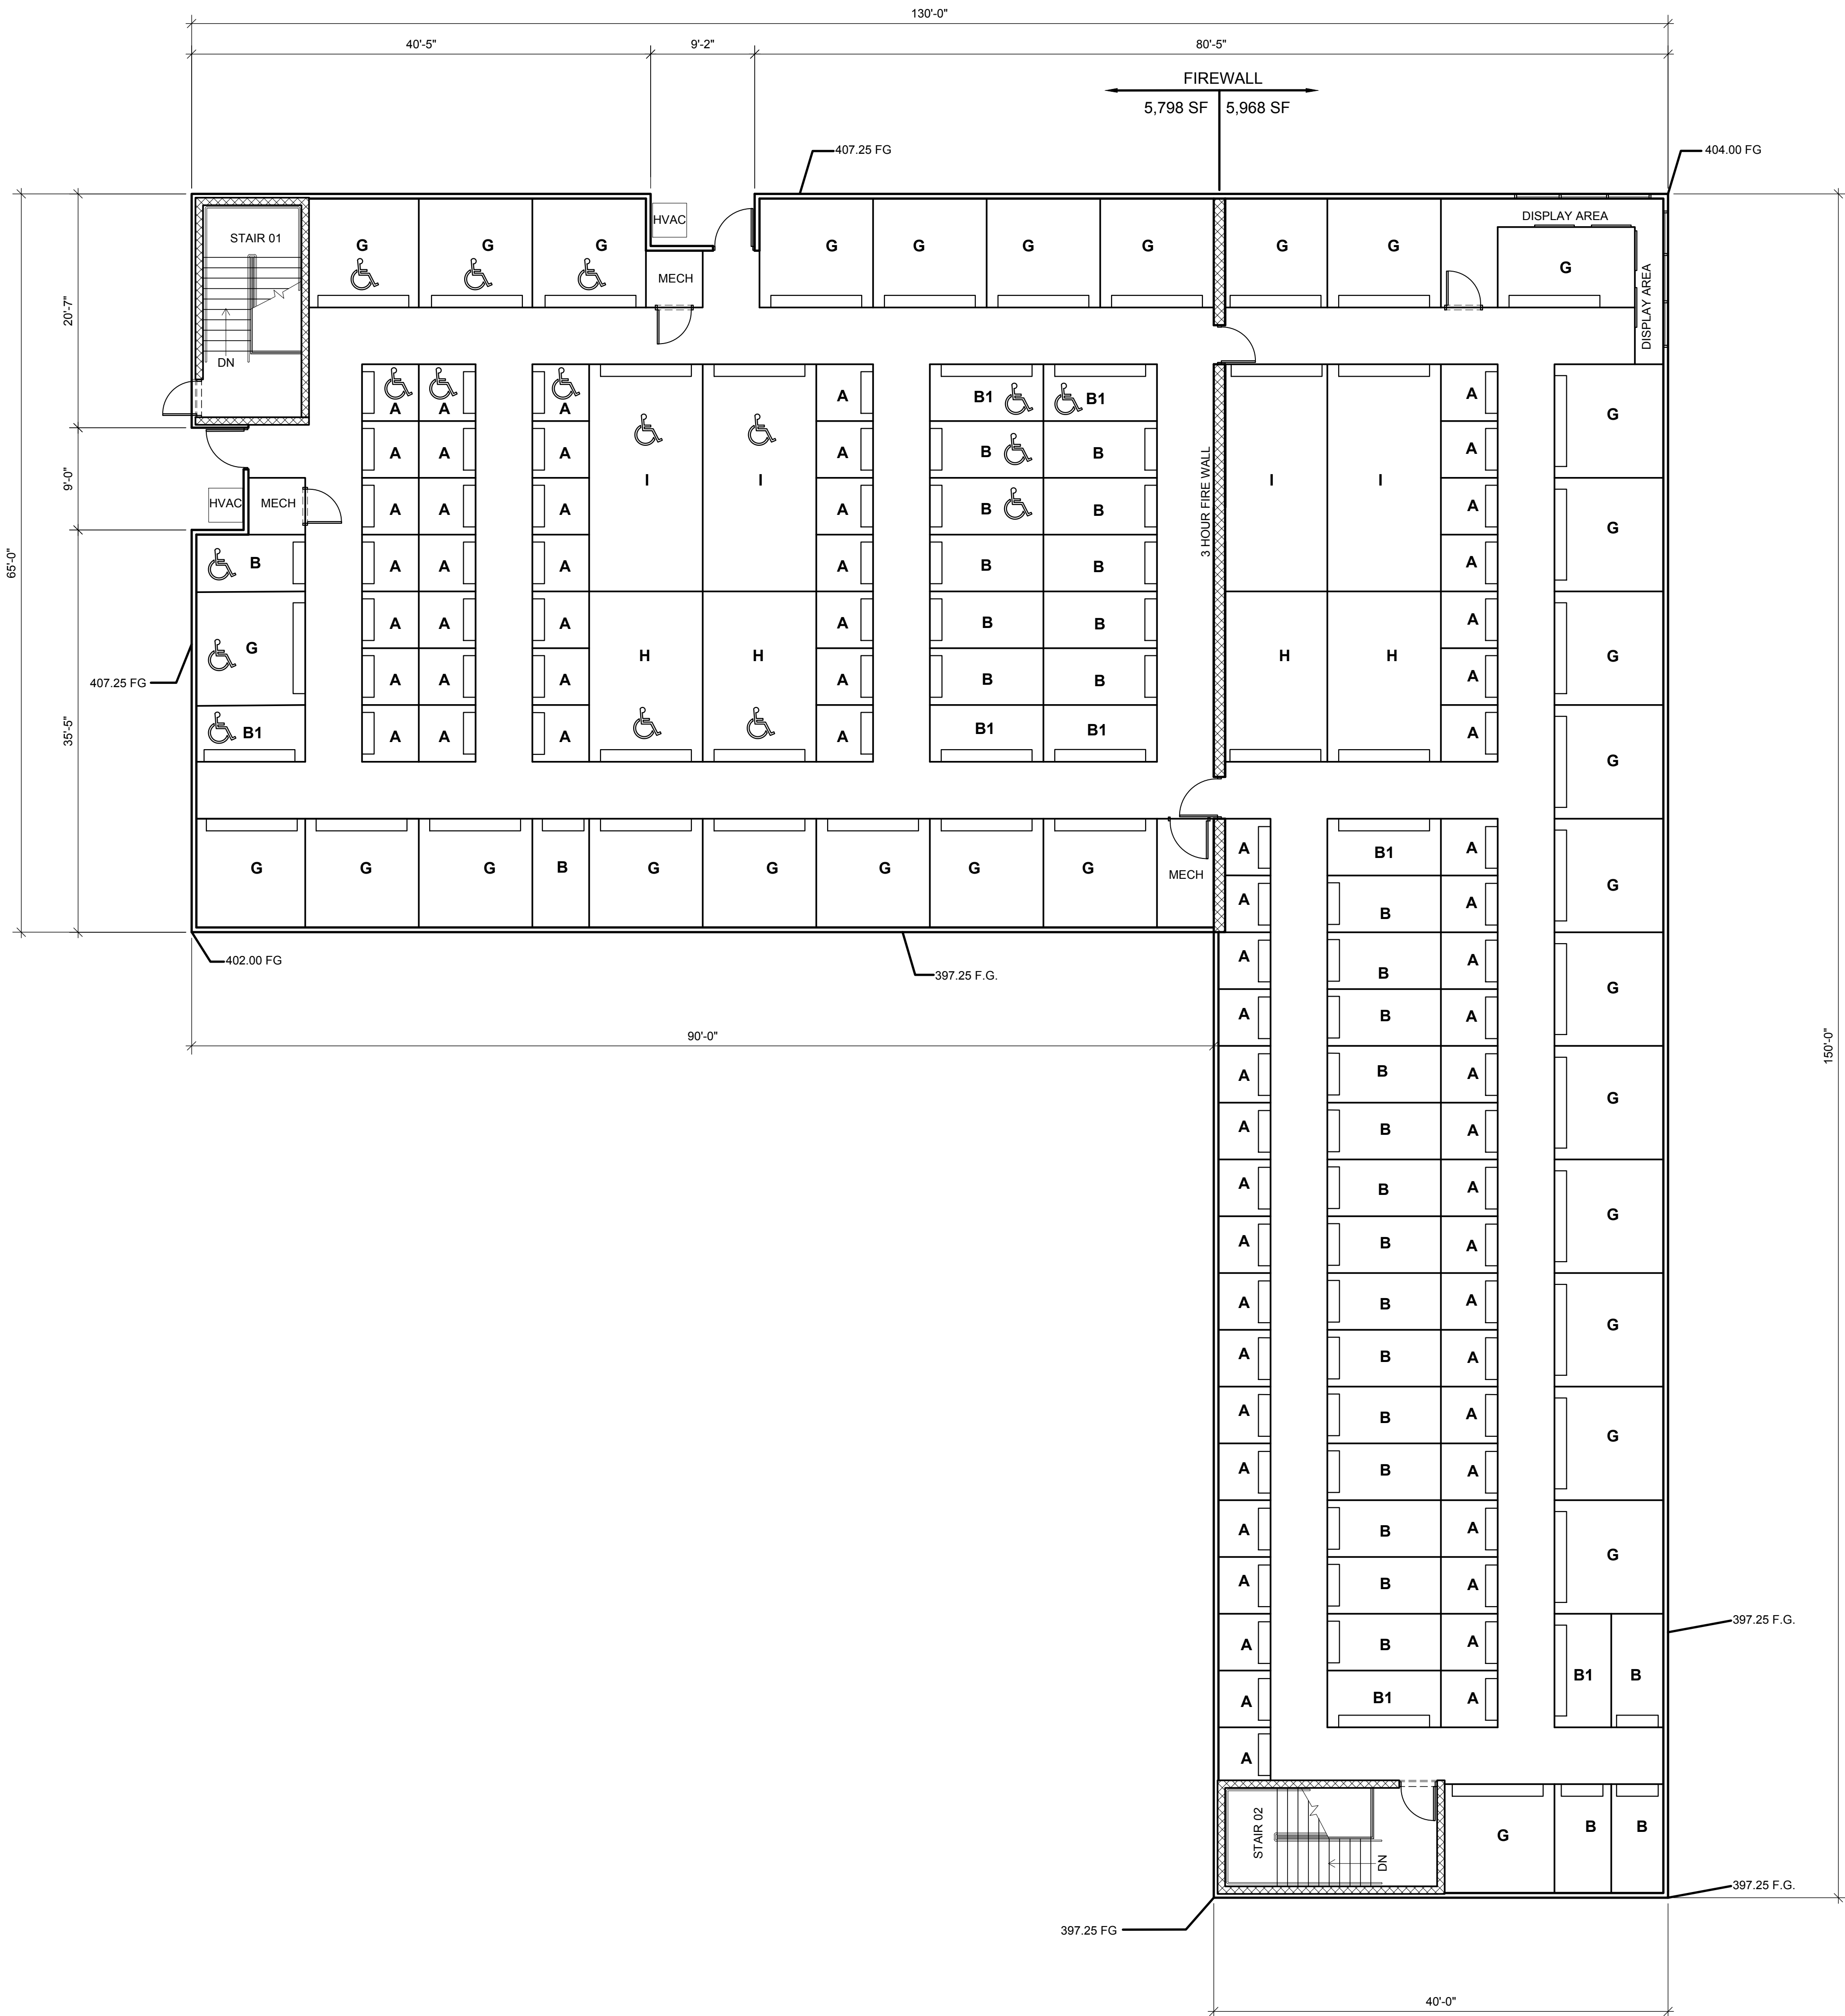 130'-0"
40'-5"
9'-2"
80'-5"
FIREWALL
5,798 SF
5,968 SF
407.25 FG
404.00 FG
STAIR 01
DN
G
G
G
HVAC
MECH
G
G
G
G
G
G
DISPLAY AREA
G
DISPLAY AREA
20'-7"
9'-0"
35'-5"
65'-0"
150'-0"
HVAC
MECH
3 HOUR FIRE WALL
A
A
A
I
I
A
B1
B1
A
G
A
A
A
A
B
B
A
A
A
A
A
B
B
I
I
A
G
B
A
A
A
A
B
B
A
G
A
A
A
H
H
A
B
B
H
H
A
G
A
A
A
A
B
B
A
407.25 FG
B1
A
A
A
A
B1
B1
A
G
G
G
G
B
G
G
G
G
G
MECH
A
B1
A
G
A
B
A
A
B
A
G
A
B
A
A
B
A
G
A
B
A
A
B
A
G
A
B
A
A
B
A
G
A
B
A
A
B
A
G
A
B
A
A
B
A
G
A
B
A
A
B
A
B1
B
A
B1
A
A
402.00 FG
397.25 F.G.
90'-0"
397.25 F.G.
STAIR 02
DN
G
B
B
397.25 F.G.
397.25 FG
40'-0"